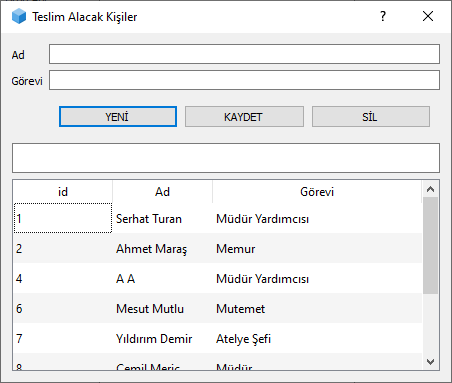 Teslim Alacak Kişiler ?
Ad
Görevi
YENİ KAYDET SİL
id Ad Görevi
1 Serhat Turan Müdür Yardımcısı
2 Ahmet Maraş Memur
4 A A Müdür Yardımcısı
6 Mesut Mutlu Mutemet
7 Yıldırım Demir Atelye Şefi
8 Cemil Meriç Müdür